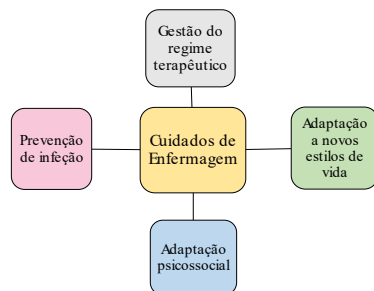 Gestão do
regime
terapêutico
Prevenção
de infeção
Cuidados de
Enfermagem
Adaptação
a novos
estilos de
vida
Adaptação
psicossocial